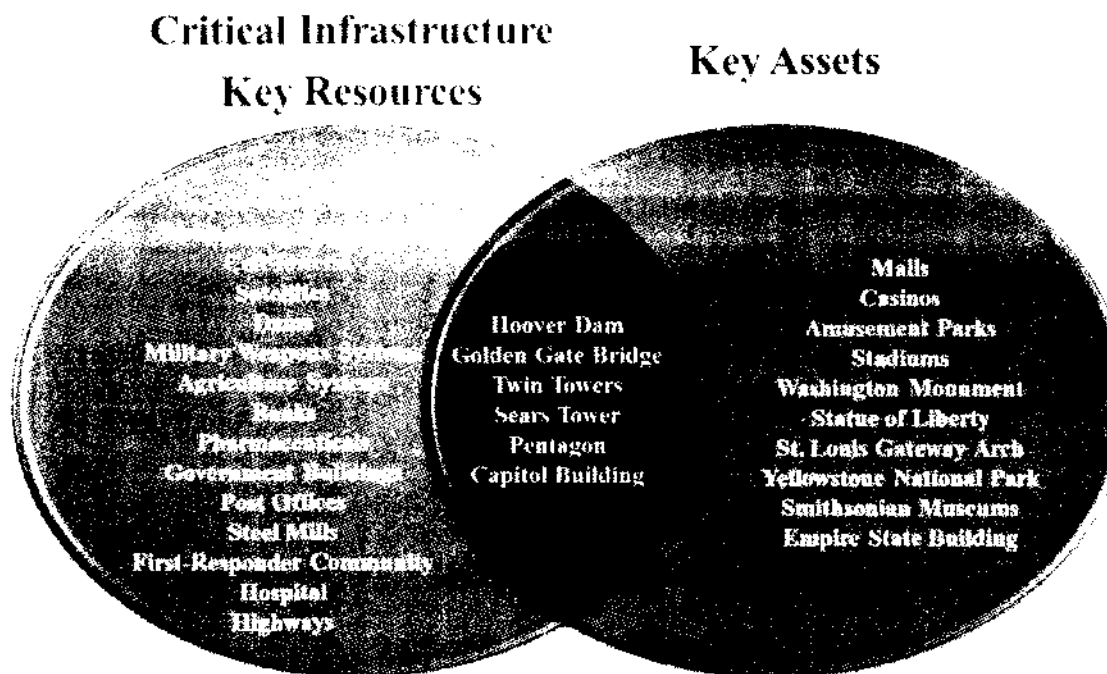 Critical Infrastructure
Key Resources
Key Assets
Satellites
Dams
Military Weapons Systems
Agriculture Systems
Banks
Pharmaceuticals
Government Buildings
Post Offices
Steel Mills
First-Responder Community
Hospital
Highways
Hoover Dam
Golden Gate Bridge
Twin Towers
Sears Tower
Pentagon
Capitol Building
Malls
Casinos
Amusement Parks
Stadiums
Washington Monument
Statue of Liberty
St. Louis Gateway Arch
Yellowstone National Park
Smithsonian Museums
Empire State Building